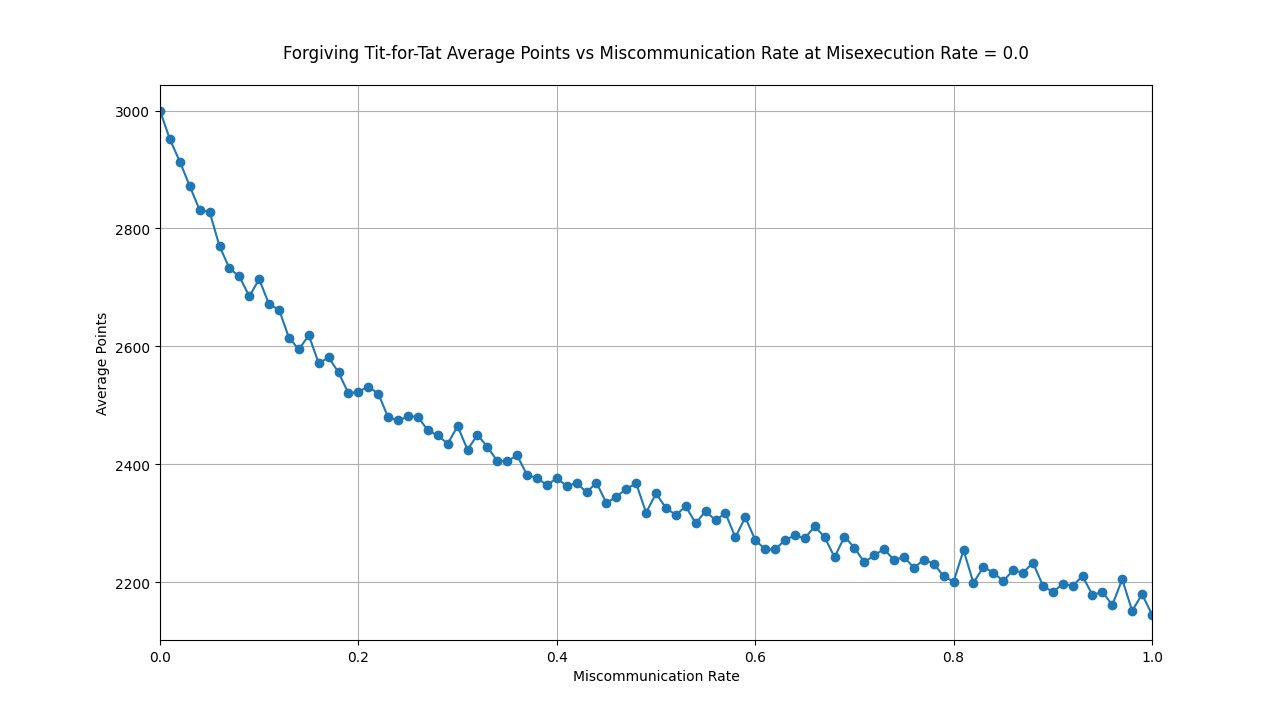 Forgiving Tit-for-Tat Average Points vs Miscommunication Rate at Misexecution Rate = 0.0
3000
2800
2600
2400
2200
Average Points
0.0 0.2 0.4 0.6 0.8 1.0
Miscommunication Rate